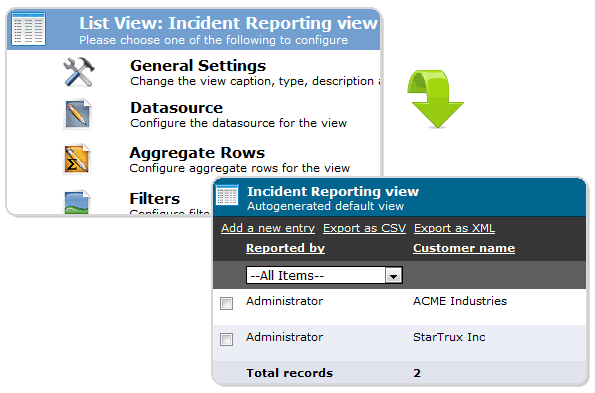 List View: Incident Reporting view
Please choose one of the following to configure
General Settings
Change the view caption, type, description
Datasource
Configure the datasource for the view
Aggregate Rows
Configure aggregate rows for the view
Filters
Configure
Incident Reporting view
Autogenerated default view
Add a new entry Export as CSV Export as XML
Reported by Customer name
--All Items--
Administrator ACME Industries
Administrator StarTrux Inc
Total records 2